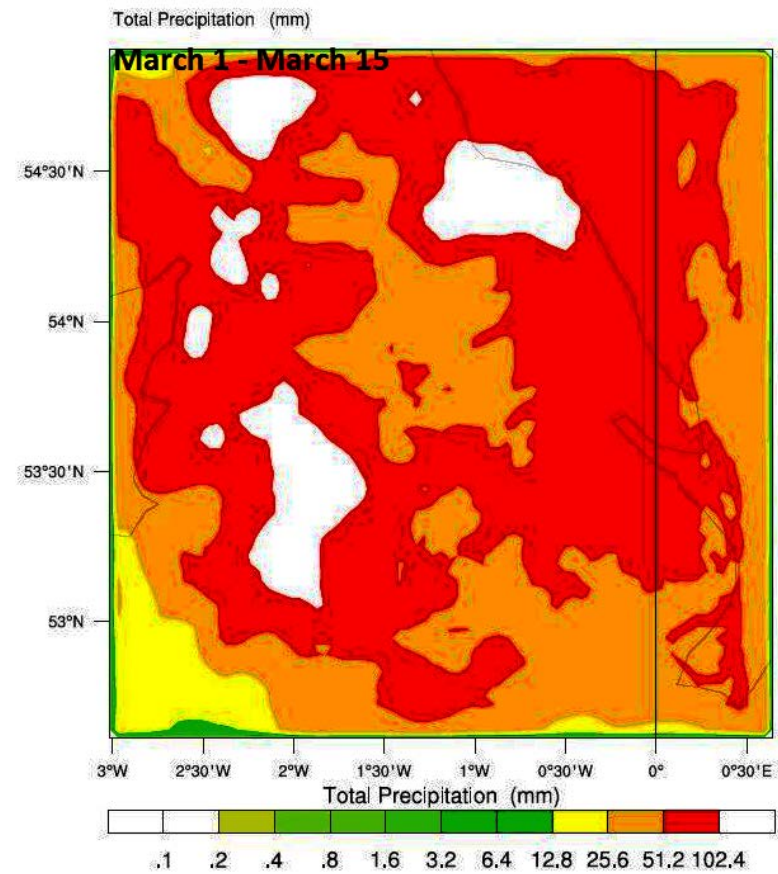 Total Precipitation (mm)
March 1 - March 15
54°30'N
54°N
53°30'N
53°N
3°W 2°30'W 2°W 1°30'W 1°W 0°30'W 0° 0°30'E
Total Precipitation (mm)
.1 .2 .4 .8 1.6 3.2 6.4 12.8 25.6 51.2 102.4